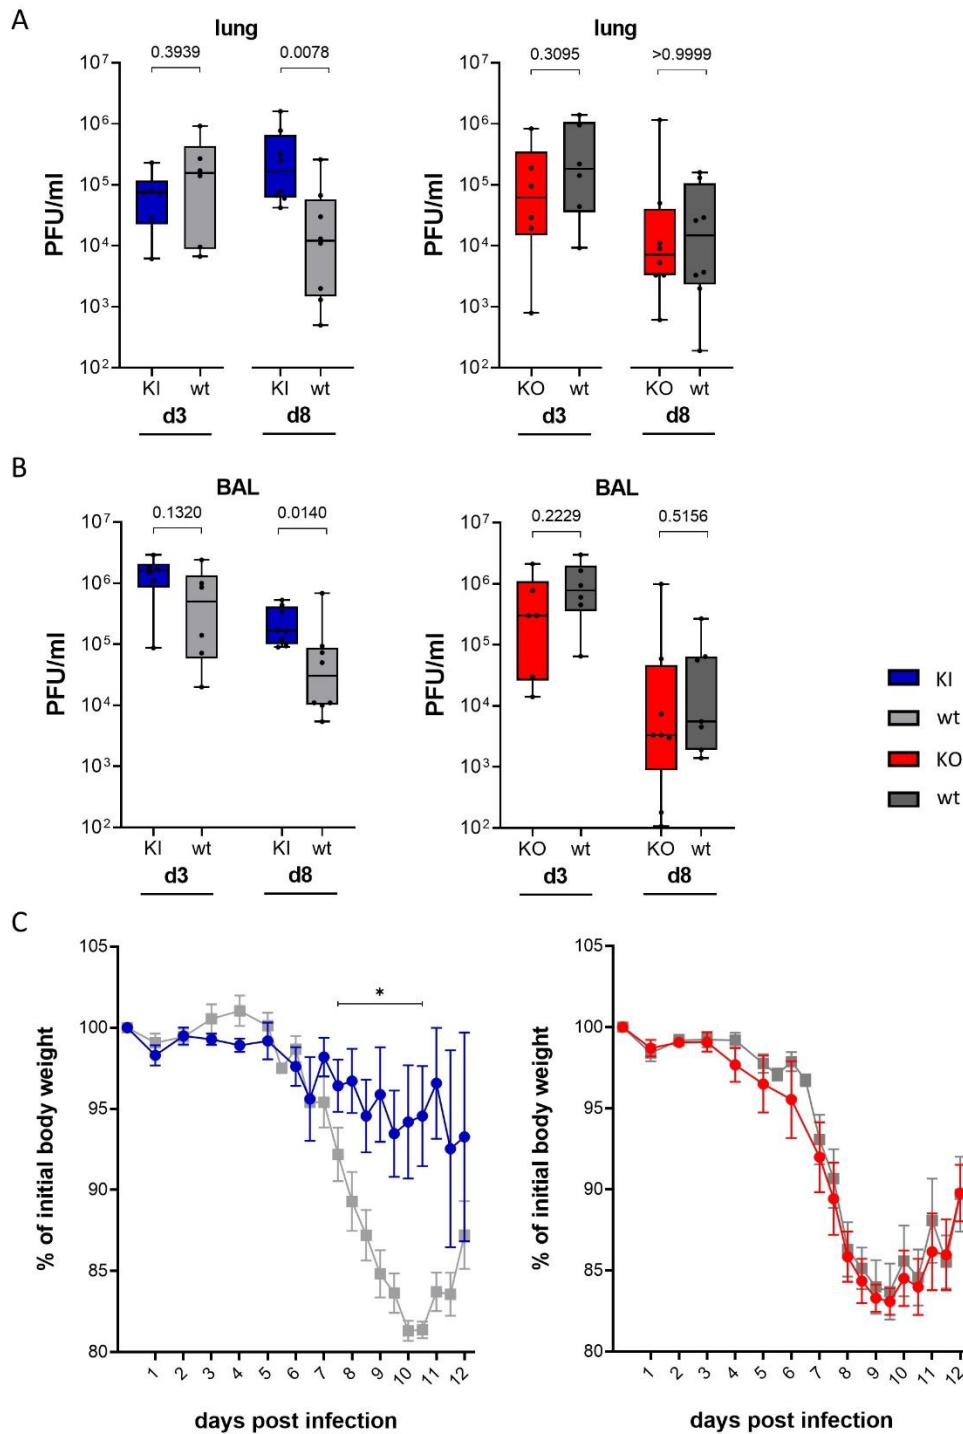 A
lung
lung
0.3939
0.0078
0.3095
>0.9999
PFU/ml
10⁷
10⁶
10⁵
10⁴
10³
10²
KI wt KI wt
d3 d8
PFU/ml
10⁷
10⁶
10⁵
10⁴
10³
10²
KO wt KO wt
d3 d8
B
BAL
BAL
0.1320
0.0140
0.2229
0.5156
PFU/ml
10⁷
10⁶
10⁵
10⁴
10³
10²
KI wt KI wt
d3 d8
PFU/ml
10⁷
10⁶
10⁵
10⁴
10³
10²
KO wt KO wt
d3 d8
KI
wt
KO
wt
C
% of initial body weight
105
100
95
90
85
80
*
1 2 3 4 5 6 7 8 9 10 11 12
days post infection
% of initial body weight
105
100
95
90
85
80
1 2 3 4 5 6 7 8 9 10 11 12
days post infection